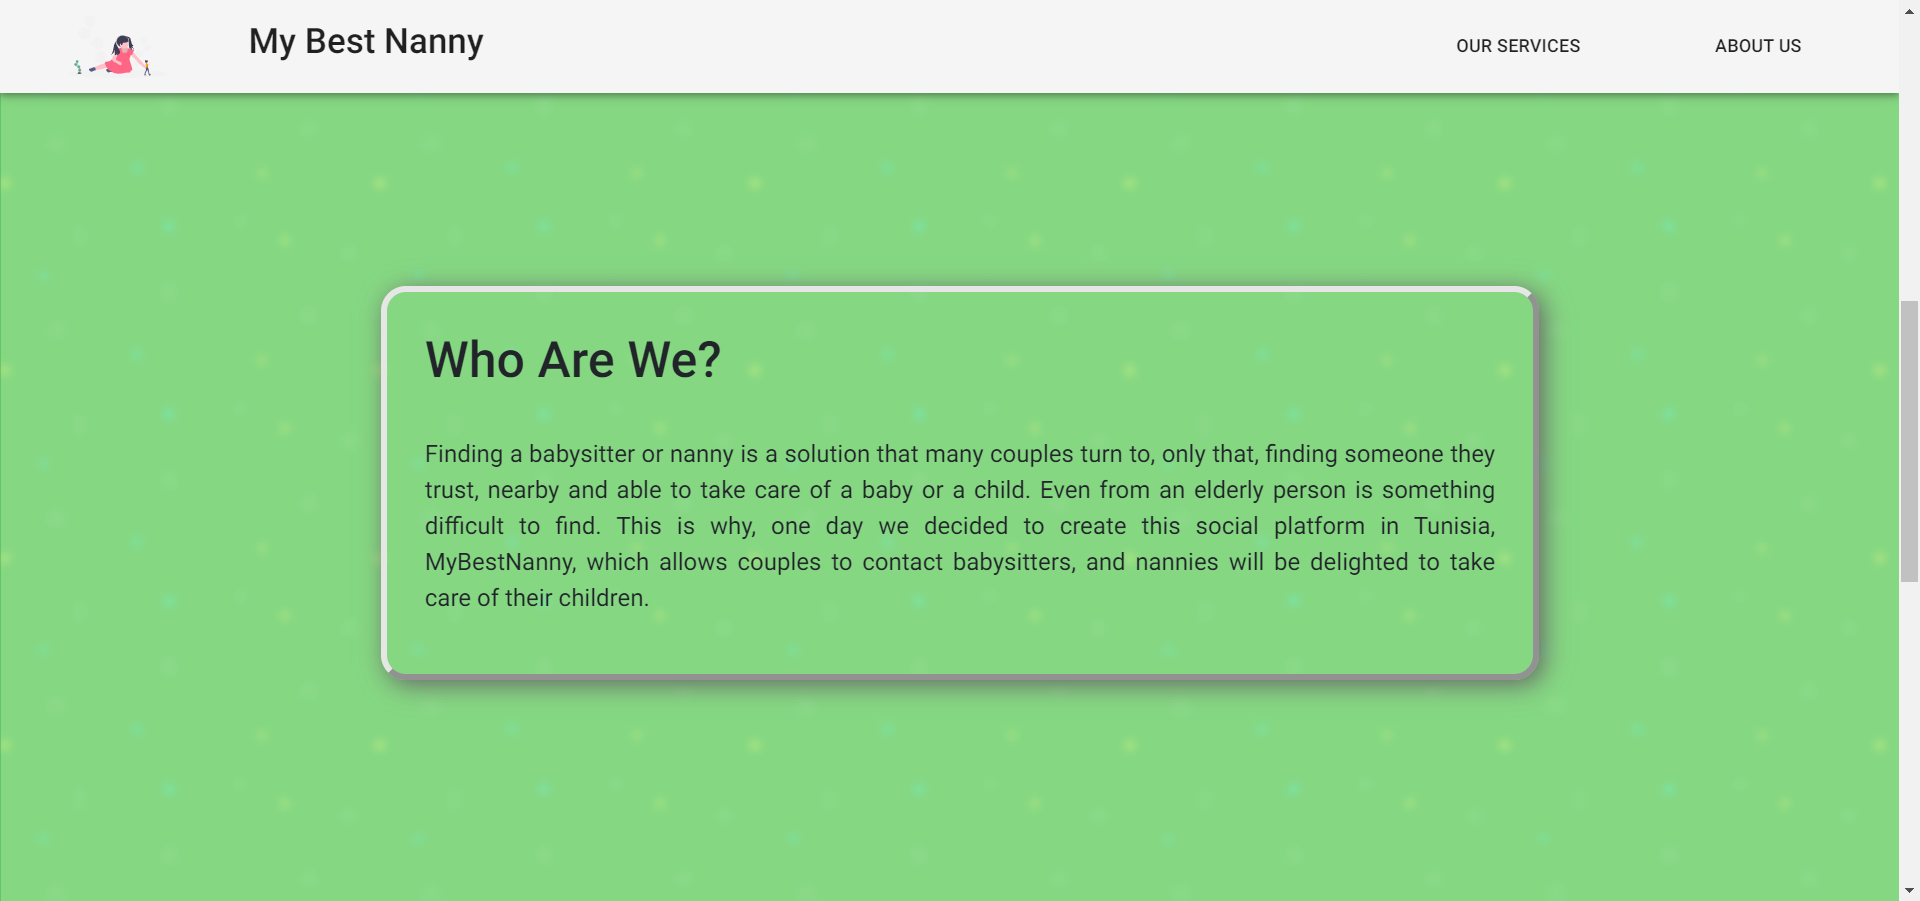 My Best Nanny
OUR SERVICES
ABOUT US
Who Are We?
Finding a babysitter or nanny is a solution that many couples turn to, only that, finding someone they
trust, nearby and able to take care of a baby or a child. Even from an elderly person is something
difficult to find. This is why, one day we decided to create this social platform in Tunisia,
MyBestNanny, which allows couples to contact babysitters, and nannies will be delighted to take
care of their children.